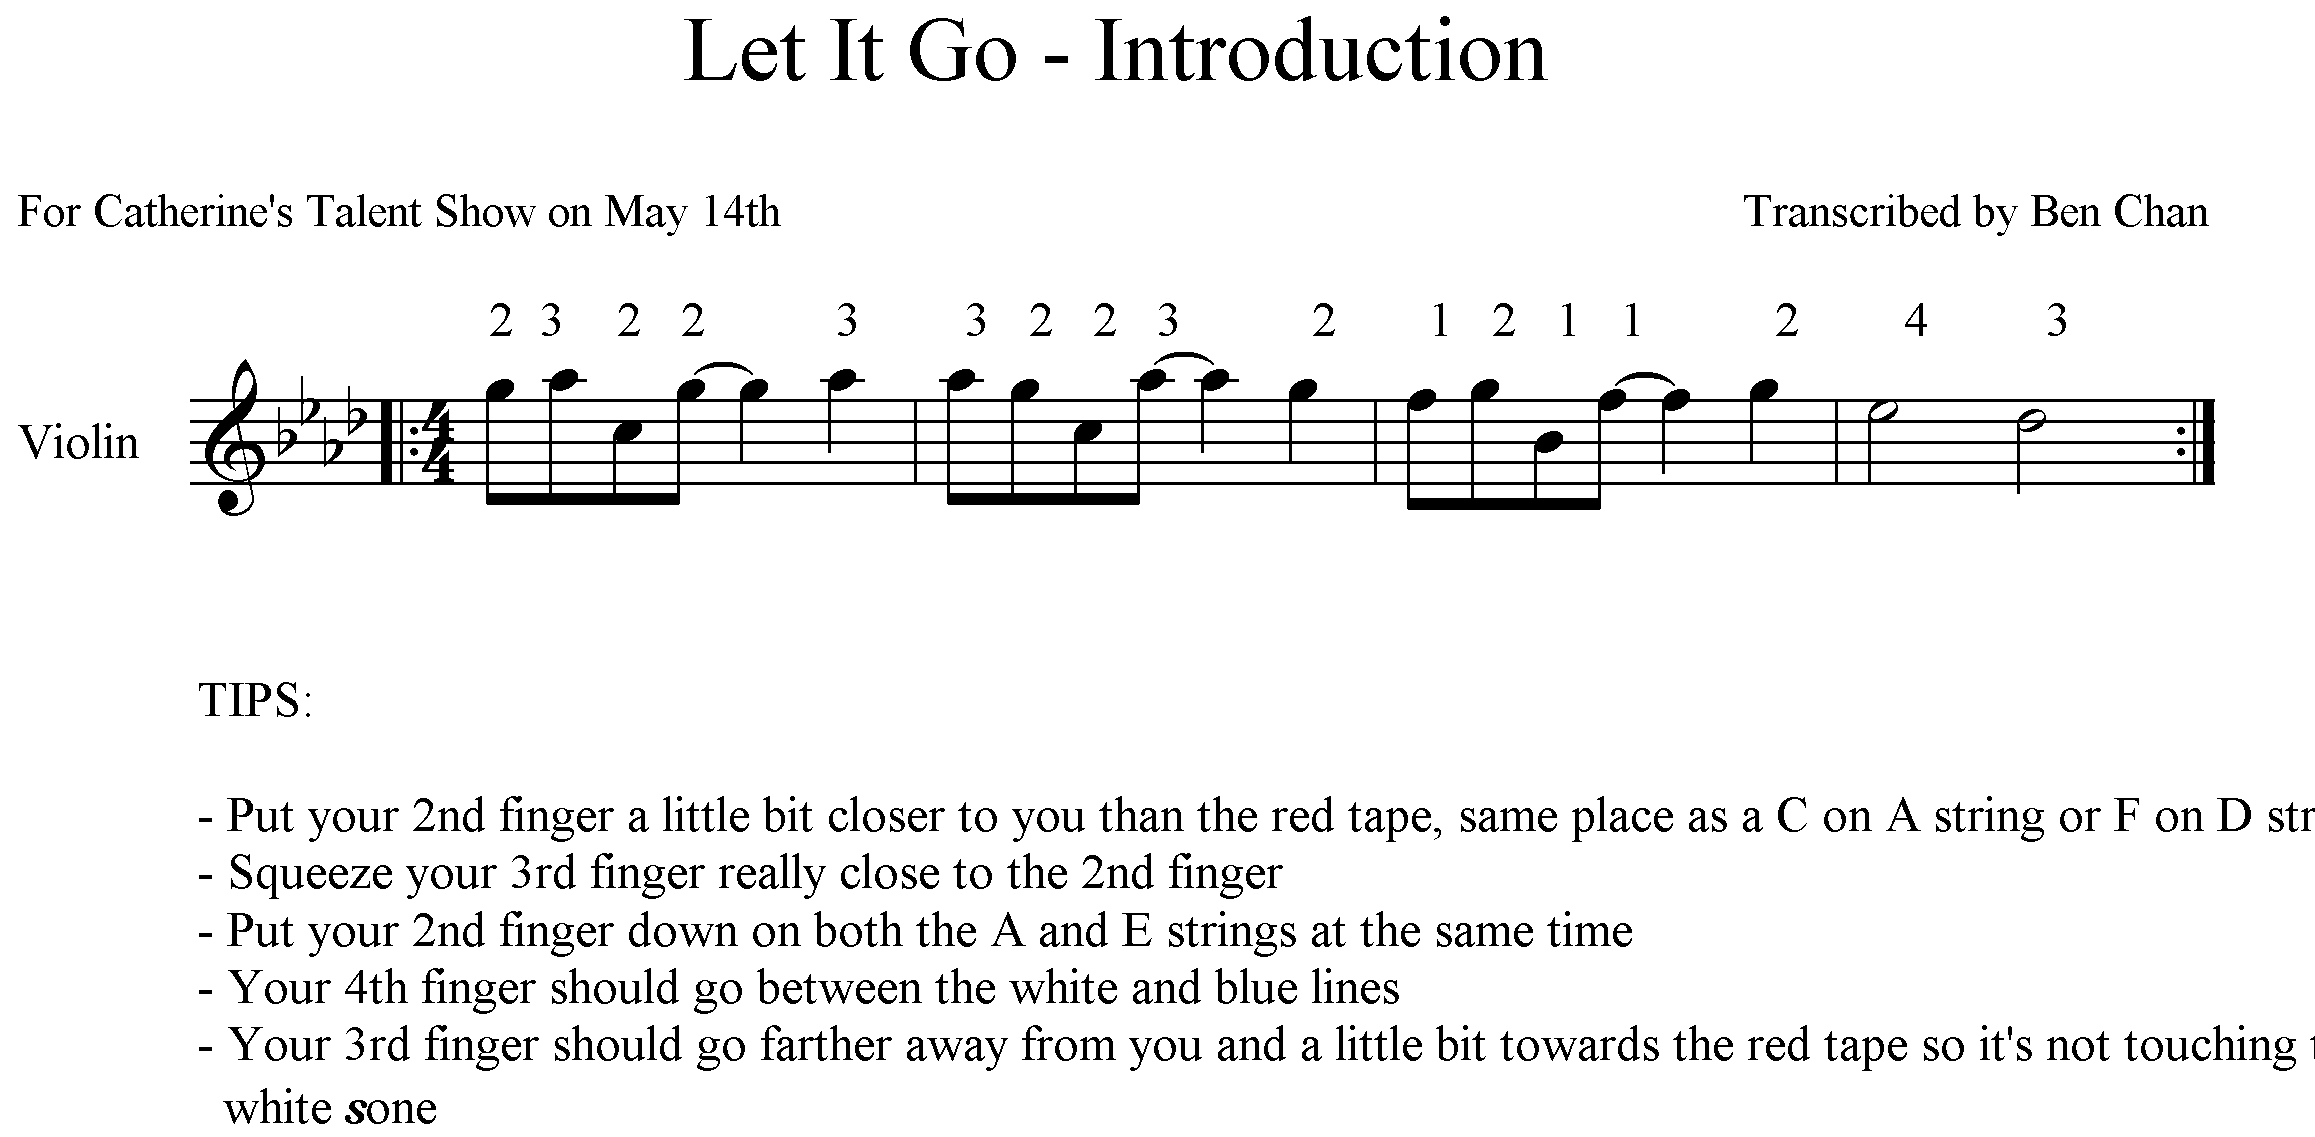 Let It Go - Introduction
For Catherine's Talent Show on May 14th
Transcribed by Ben Chan
2 3 2 2 3 3 2 2 3 2 1 2 1 1 2 4 3
Violin
4
4
TIPS:
- Put your 2nd finger a little bit closer to you than the red tape, same place as a C on A string or F on D
- Squeeze your 3rd finger really close to the 2nd finger
- Put your 2nd finger down on both the A and E strings at the same time
- Your 4th finger should go between the white and blue lines
- Your 3rd finger should go farther away from you and a little bit towards the red tape so it's not touching
white sone